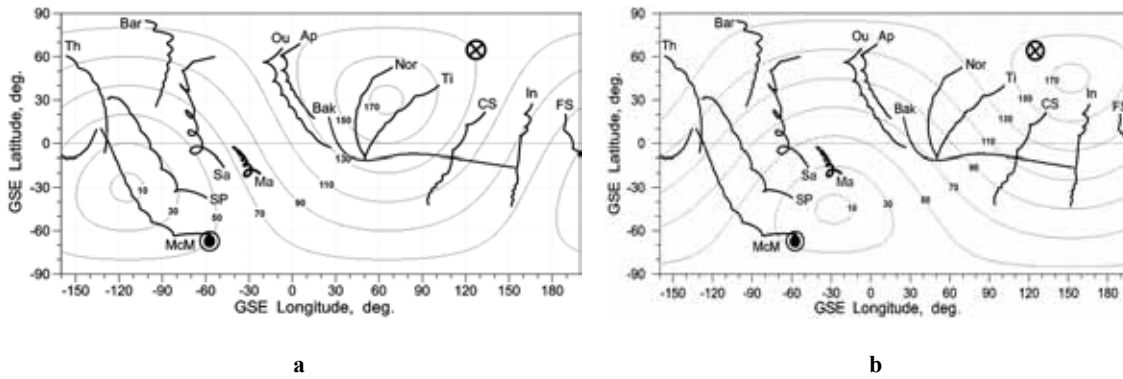 90
60
30
0
-30
-60
-90
GSE Latitude, deg.
-150 -120 -90 -60 -30 0 30 60 90 120 150 180
GSE Longitude, deg.
Th
Bar
Ou
Ap
Nor
Ti
Bak
CS
In
FS
Sa
Ma
SP
McM
170
150
130
110
90
70
50
30
10
a
90
60
30
0
-30
-60
-90
GSE Latitude, deg.
-150 -120 -90 -60 -30 0 30 60 90 120 150 180
GSE Longitude, deg.
Th
Bar
Ou
Ap
Nor
Ti
Bak
CS
In
FS
Sa
Ma
SP
McM
170
130
110
70
30
10
b